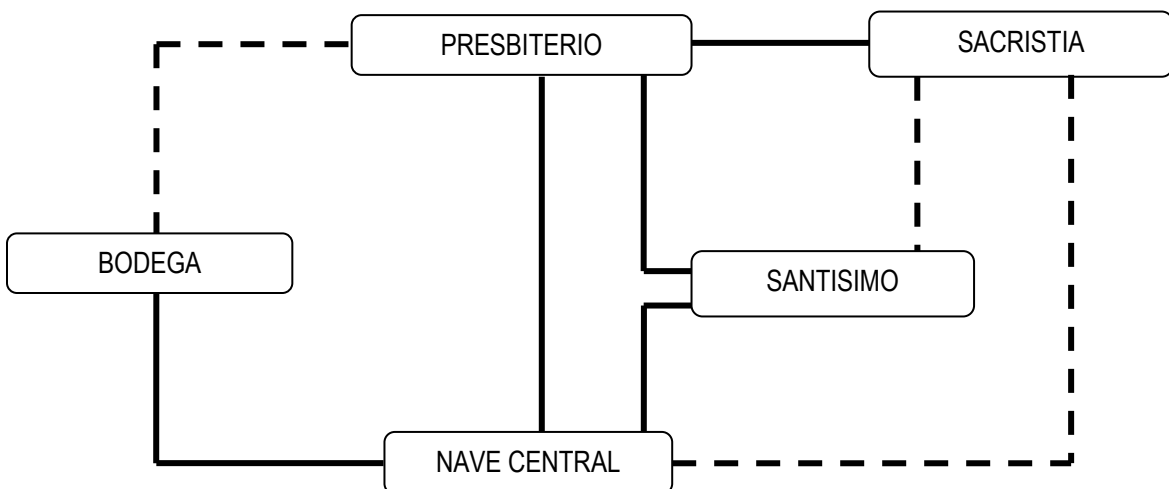 PRESBITERIO
SACRISTIA
BODEGA
SANTISIMO
NAVE CENTRAL